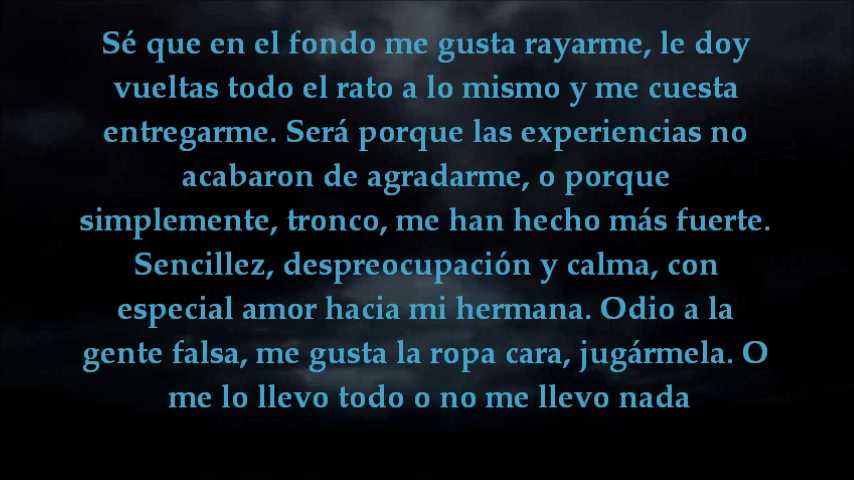 Sé que en el fondo me gusta rayarme, le doy
vueltas todo el rato a lo mismo y me cuesta
entregarme. Será porque las experiencias no
acabaron de agradarme, o porque
simplemente, tronco, me han hecho más fuerte.
Sencillez, despreocupación y calma, con
especial amor hacia mi hermana. Odio a la
gente falsa, me gusta la ropa cara, jugármela. O
me lo llevo todo o no me llevo nada